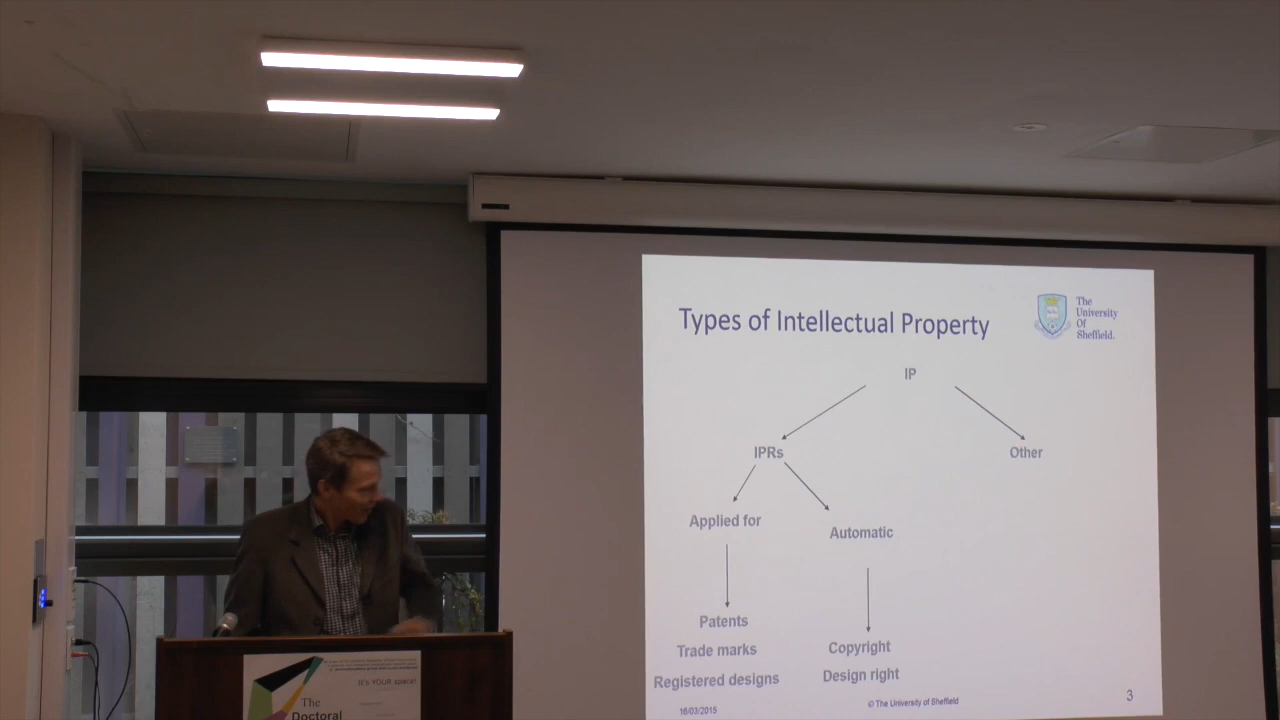 Types of Intellectual Property
The
University
Of
Sheffield.
IP
IPRs
Other
Applied for
Automatic
Patents
Trade marks
Registered designs
Copyright
Design right
16/03/2015
© The University of Sheffield
3
It's YOUR space!
The
Doctoral